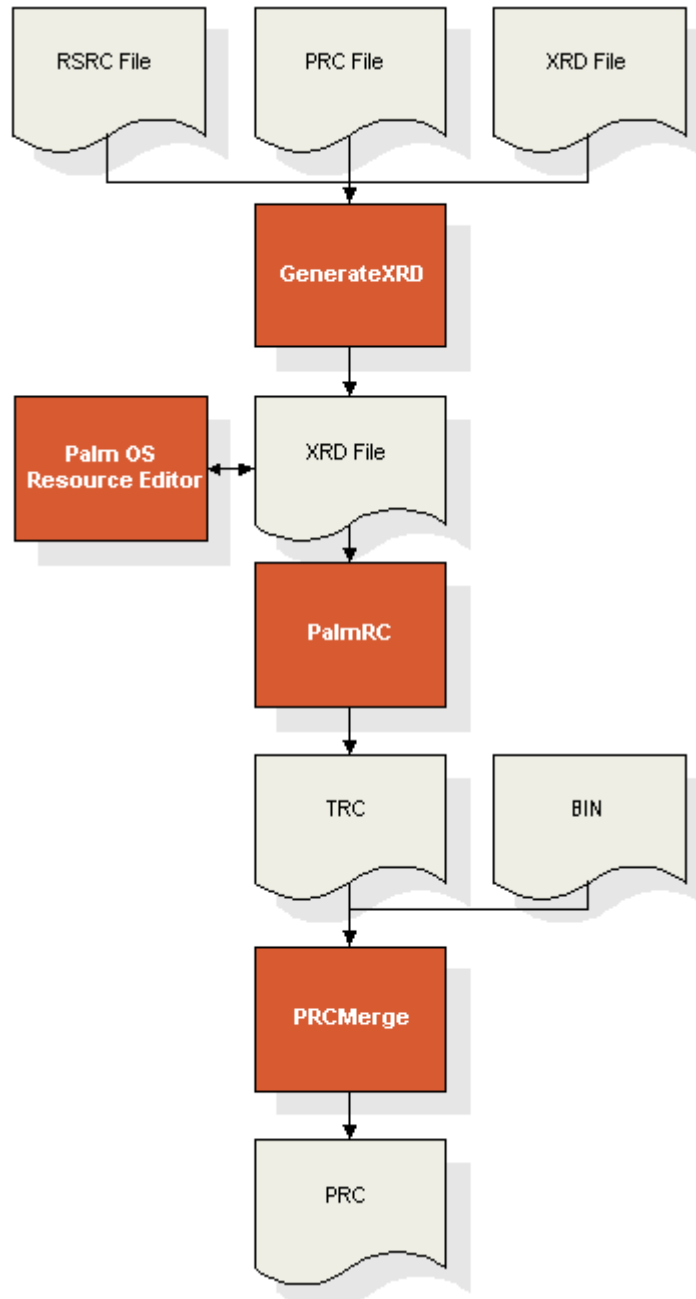 RSRC File
PRC File
XRD File
GenerateXRD
Palm OS
Resource Editor
XRD File
PalmRC
TRC
BIN
PRCMerge
PRC